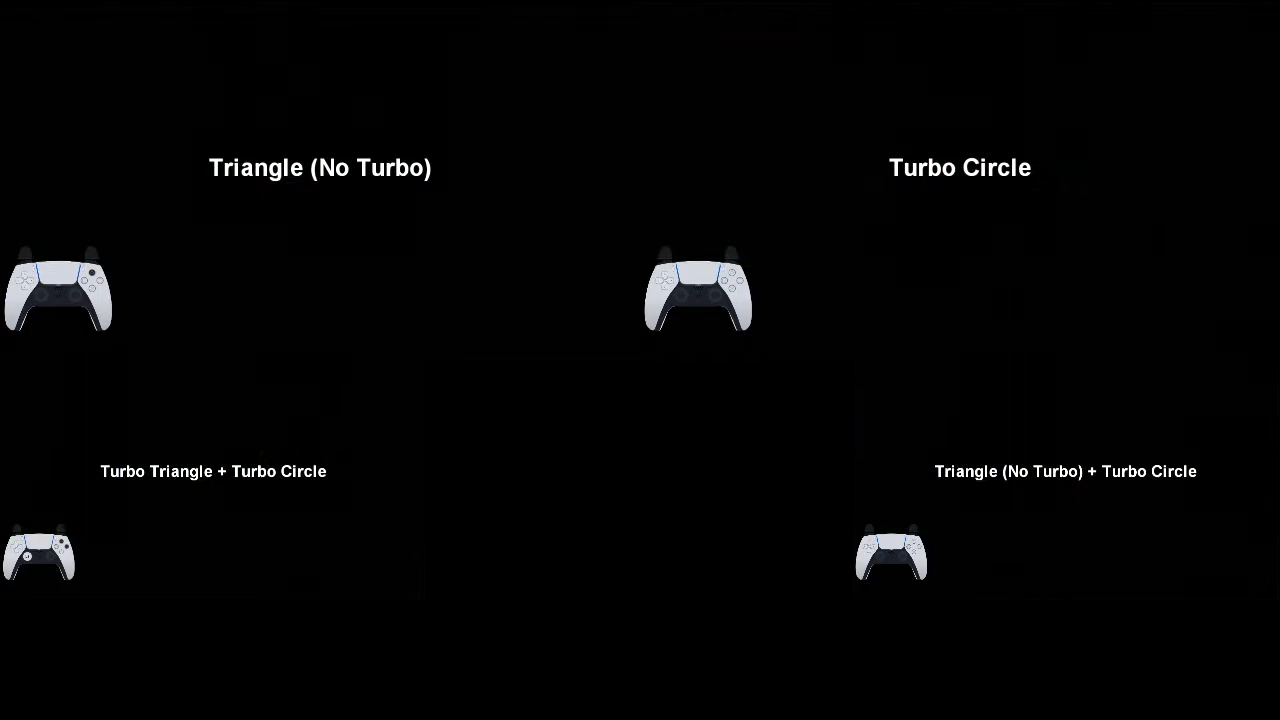 Triangle (No Turbo)
Turbo Circle
Turbo Triangle + Turbo Circle
Triangle (No Turbo) + Turbo Circle